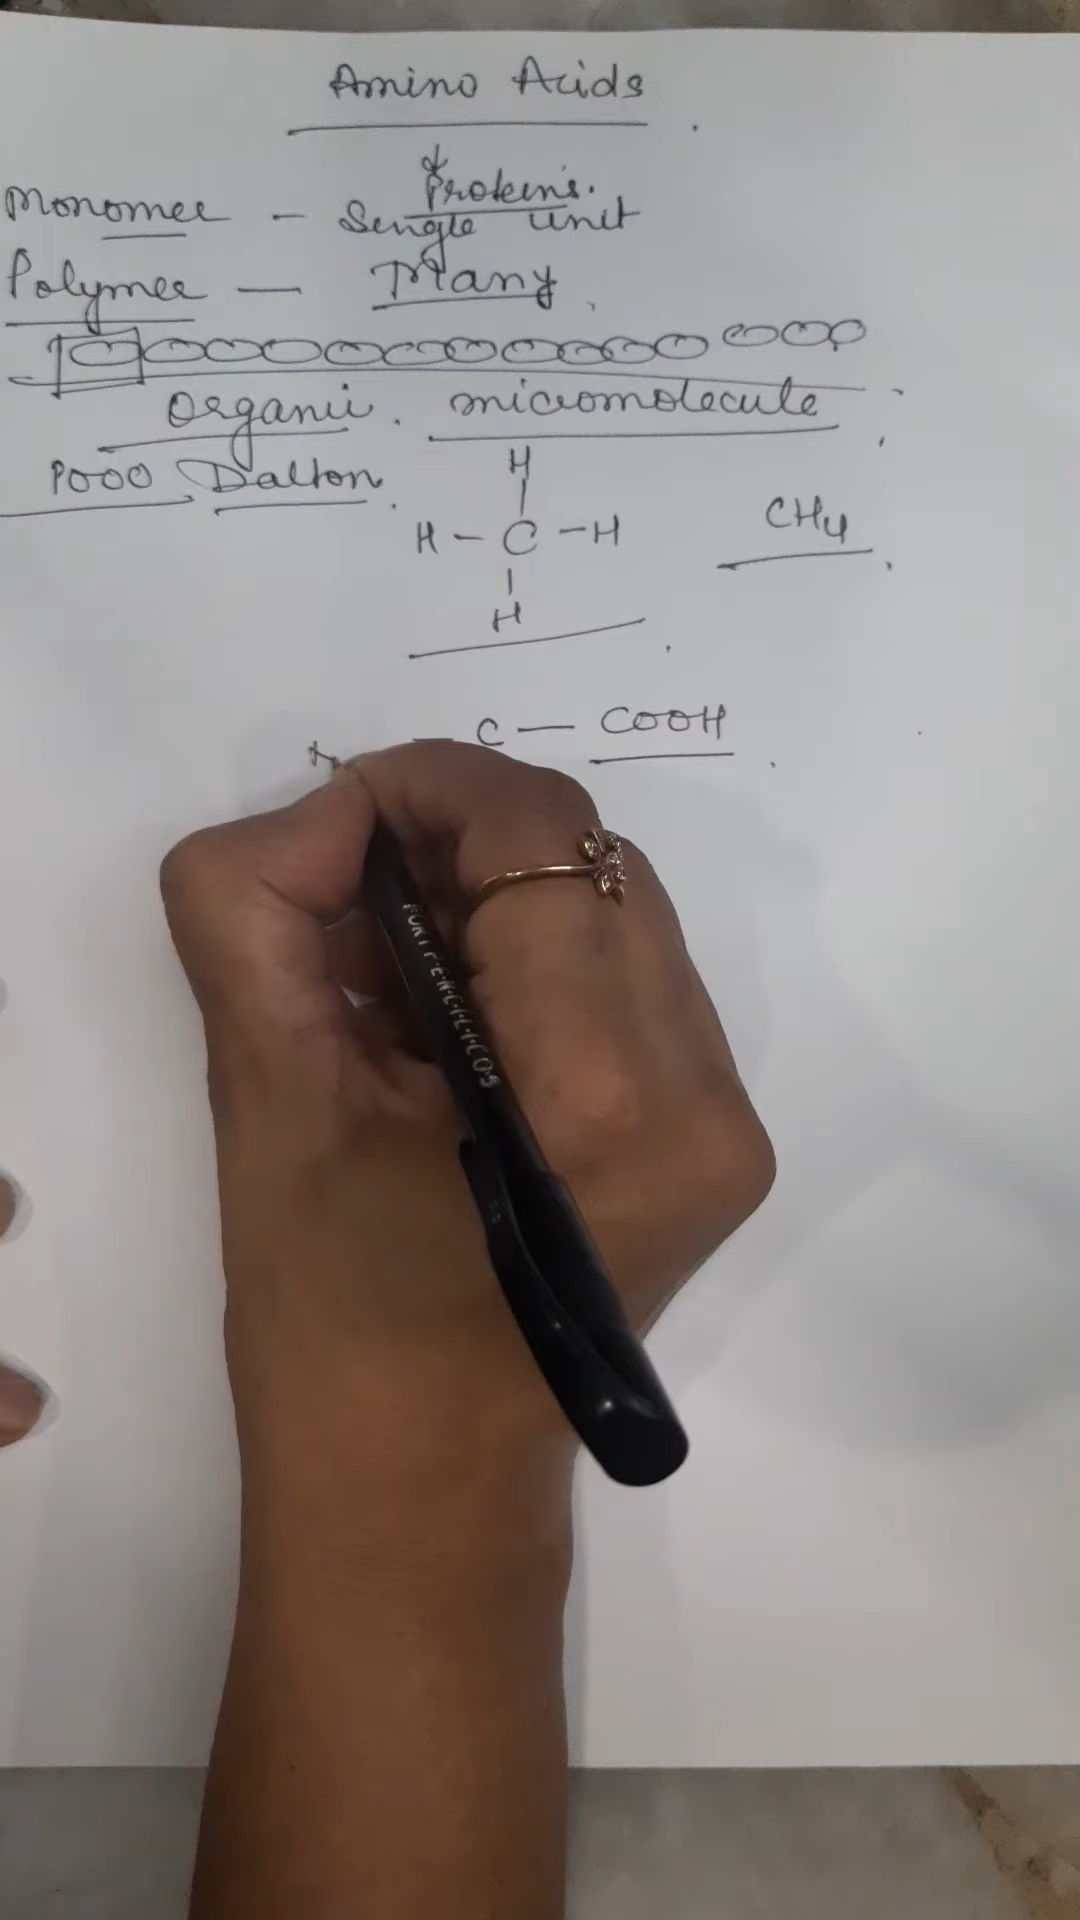 Amino Acids
&
Proteins.
Monomer - Single unit
Polymer — Many
Organic. micromolecule
1000 Dalton.
H
H - C - H
H
CH4
- C - COOH